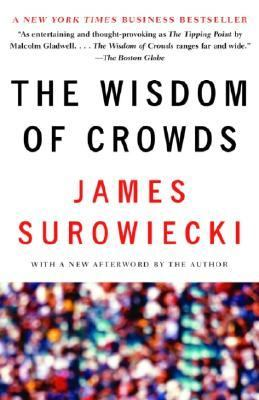 A NEW YORK TIMES BUSINESS BESTSELLER
"As entertaining and thought-provoking as The Tipping Point by
Malcolm Gladwell. . . . The Wisdom of Crowds ranges far and wide."
—The Boston Globe
THE WISDOM
OF CROWDS
JAMES
SUROWIECKI
WITH A NEW AFTERWORD BY THE AUTHOR